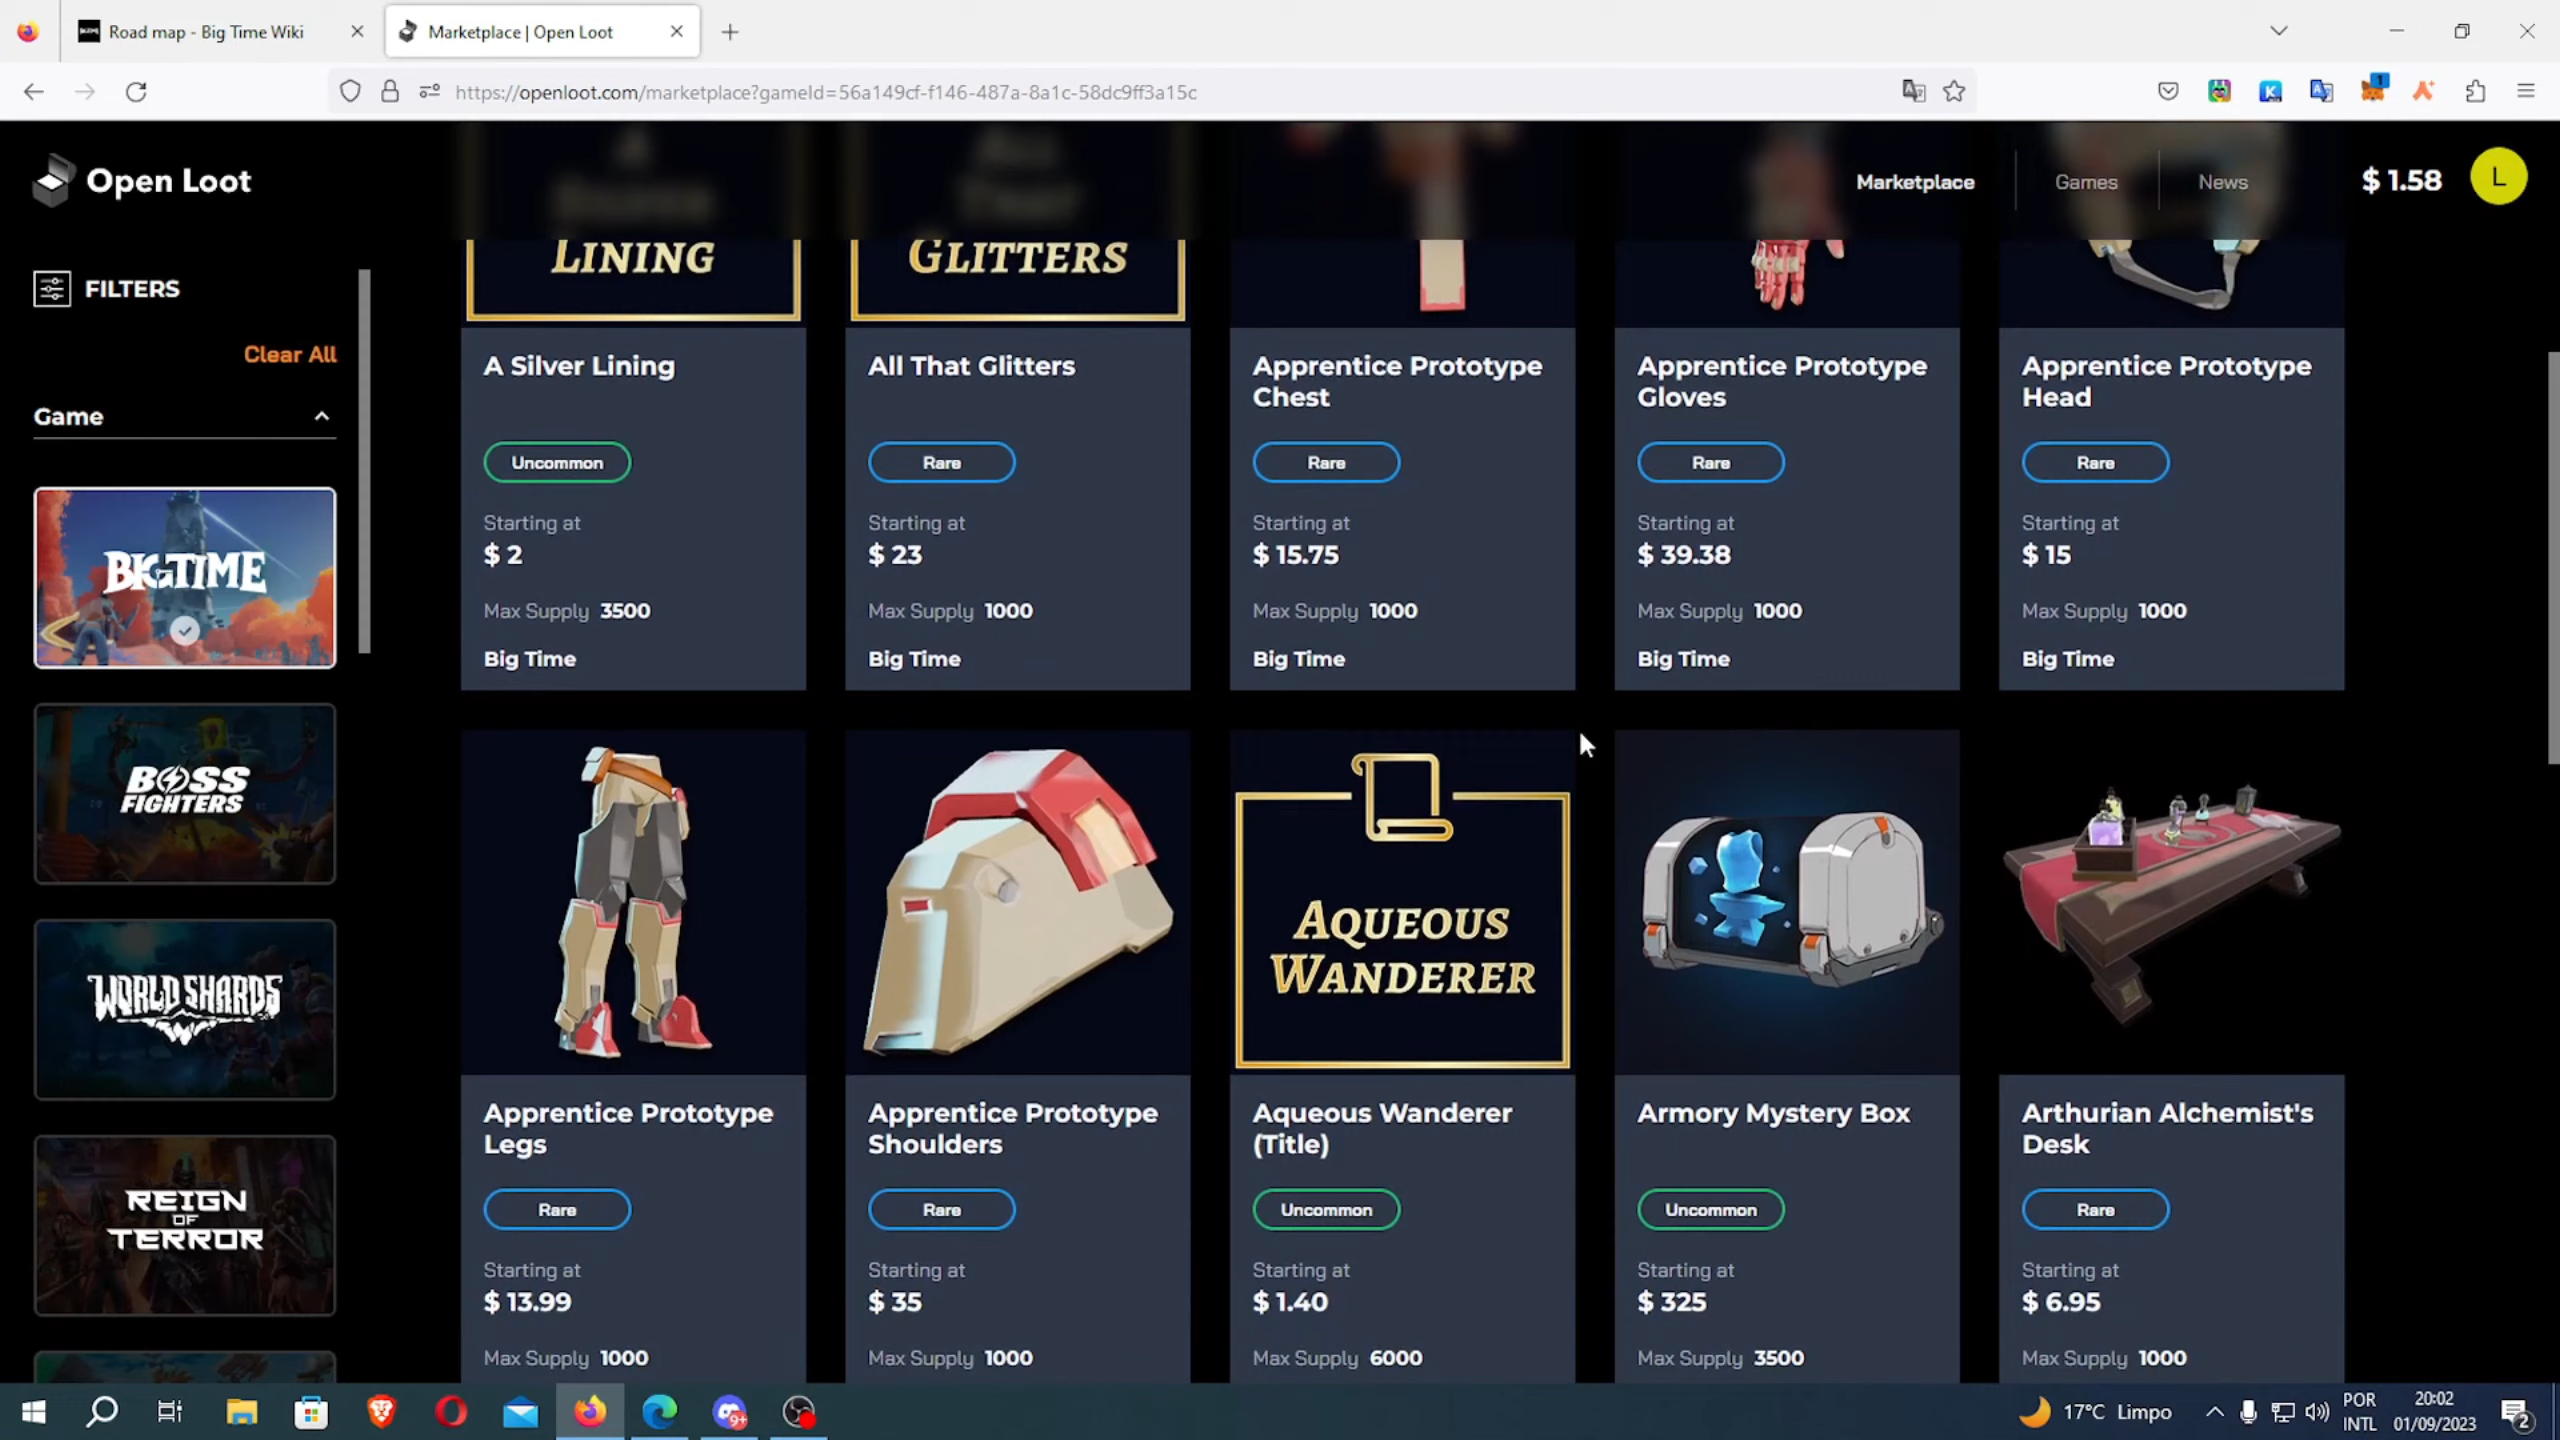 Road map - Big Time Wiki
Marketplace | Open Loot
https://openloot.com/marketplace?gameId=56a149cf-f146-487a-8a1c-58dc9ff3a15c
Open Loot
Marketplace
Games
News
$ 1.58
L
FILTERS
Clear All
Game
BIGTIME
BOSS
FIGHTERS
WORLD SHARDS
REIGN
OF
TERROR
LINING
GLITTERS
A Silver Lining
Uncommon
Starting at
$ 2
Max Supply 3500
Big Time
All That Glitters
Rare
Starting at
$ 23
Max Supply 1000
Big Time
Apprentice Prototype
Chest
Rare
Starting at
$ 15.75
Max Supply 1000
Big Time
Apprentice Prototype
Gloves
Rare
Starting at
$ 39.38
Max Supply 1000
Big Time
Apprentice Prototype
Head
Rare
Starting at
$ 15
Max Supply 1000
Big Time
Apprentice Prototype
Legs
Rare
Starting at
$ 13.99
Max Supply 1000
Apprentice Prototype
Shoulders
Rare
Starting at
$ 35
Max Supply 1000
AQUEOUS
WANDERER
Aqueous Wanderer
(Title)
Uncommon
Starting at
$ 1.40
Max Supply 6000
Armory Mystery Box
Uncommon
Starting at
$ 325
Max Supply 3500
Arthurian Alchemist's
Desk
Rare
Starting at
$ 6.95
Max Supply 1000
9+
17°C Limpo
POR
INTL
20:02
01/09/2023
2